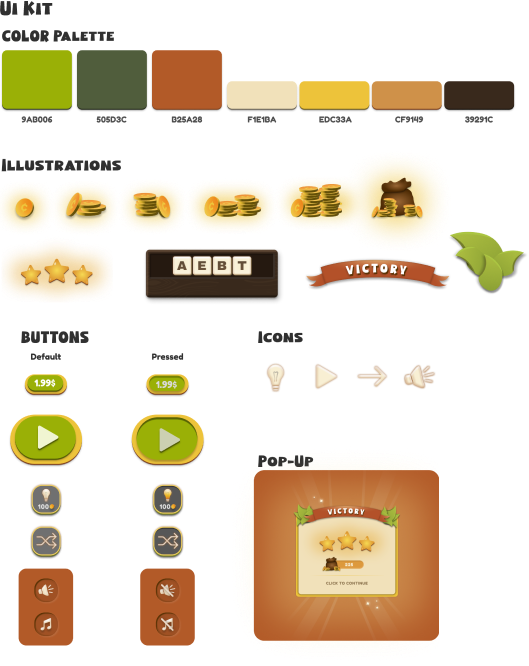 UI KIT
COLOR PALETTE
9AB006 505D3C B25A28 F1E1BA EDC33A CF9149 39291C
ILLUSTRATIONS
A E B T
VICTORY
BUTTONS
Default Pressed
1.99$ 1.99$
100 100
ICONS
POP-UP
VICTORY
CLICK TO CONTINUE